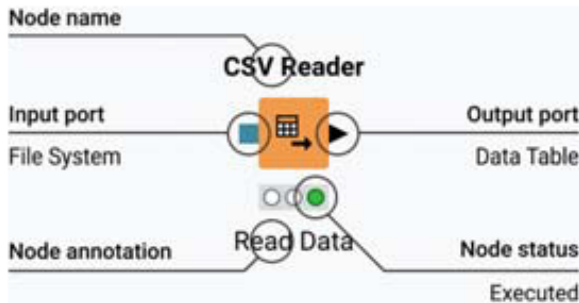 Node name
CSV Reader
Input port
Output port
File System
Data Table
Read Data
Node annotation
Node status
Executed